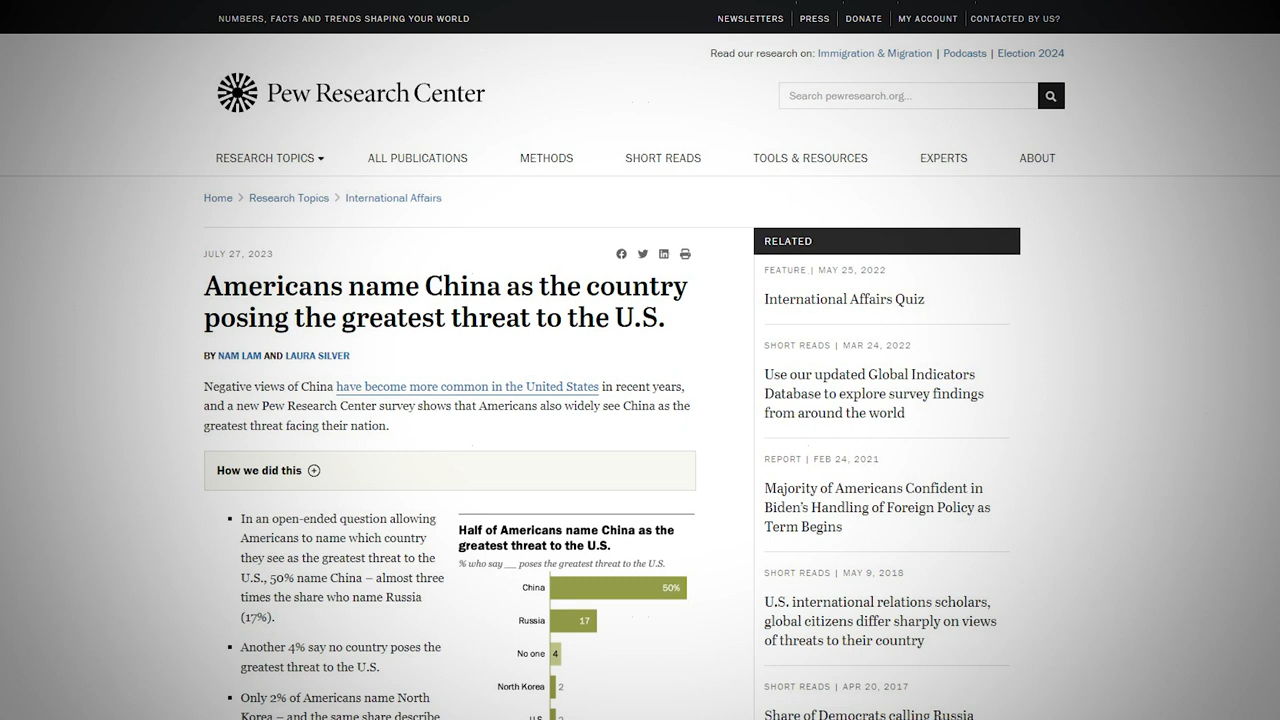 NUMBERS, FACTS AND TRENDS SHAPING YOUR WORLD
NEWSLETTERS PRESS DONATE MY ACCOUNT CONTACTED BY US?
Read our research on: Immigration & Migration | Podcasts | Election 2024
Pew Research Center
Search pewresearch.org...
RESEARCH TOPICS ALL PUBLICATIONS METHODS SHORT READS TOOLS & RESOURCES EXPERTS ABOUT
Home > Research Topics > International Affairs
JULY 27, 2023
Americans name China as the country
posing the greatest threat to the U.S.
BY NAM LAM AND LAURA SILVER
Negative views of China have become more common in the United States in recent years,
and a new Pew Research Center survey shows that Americans also widely see China as the
greatest threat facing their nation.
How we did this
In an open-ended question allowing
Americans to name which country
they see as the greatest threat to the
U.S., 50% name China – almost three
times the share who name Russia
(17%).
Another 4% say no country poses the
greatest threat to the U.S.
Only 2% of Americans name North
Korea – and the same share describe
Half of Americans name China as the
greatest threat to the U.S.
% who say __ poses the greatest threat to the U.S.
China 50%
Russia 17
No one 4
North Korea 2
U.S. 2
RELATED
FEATURE | MAY 25, 2022
International Affairs Quiz
SHORT READS | MAR 24, 2022
Use our updated Global Indicators
Database to explore survey findings
from around the world
REPORT | FEB 24, 2021
Majority of Americans Confident in
Biden's Handling of Foreign Policy as
Term Begins
SHORT READS | MAY 9, 2018
U.S. international relations scholars,
global citizens differ sharply on views
of threats to their country
SHORT READS | APR 20, 2017
Share of Democrats calling Russia